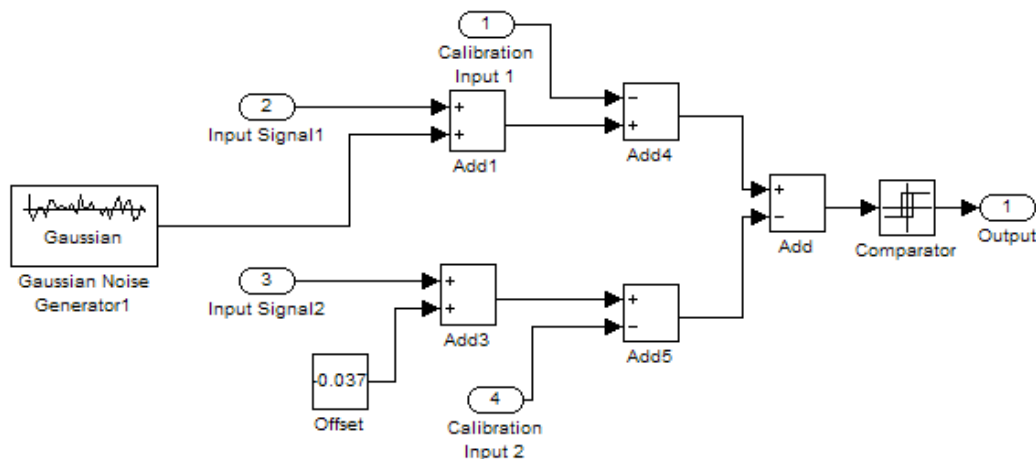 1
Calibration
Input 1
2
Input Signal1
+
+
Add1
-
+
Add4
Gaussian
Gaussian Noise
Generator1
+
-
Add
Comparator
1
Output
3
Input Signal2
+
+
Add3
+
-
Add5
-0.037
Offset
4
Calibration
Input 2